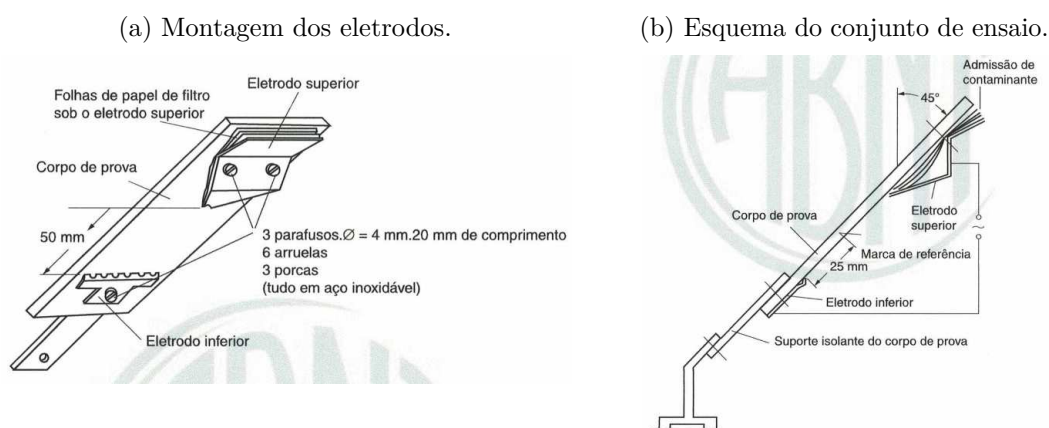 (a) Montagem dos eletrodos.
Eletrodo superior
Folhas de papel de filtro
sob o eletrodo superior
Corpo de prova
50 mm
3 parafusos.Ø = 4 mm.20 mm de comprimento
6 arruelas
3 porcas
(tudo em aço inoxidável)
Eletrodo inferior
(b) Esquema do conjunto de ensaio.
Admissão de
contaminante
45°
Corpo de prova
Eletrodo
superior
~
Marca de referência
25 mm
Eletrodo inferior
Suporte isolante do corpo de prova
ABNT